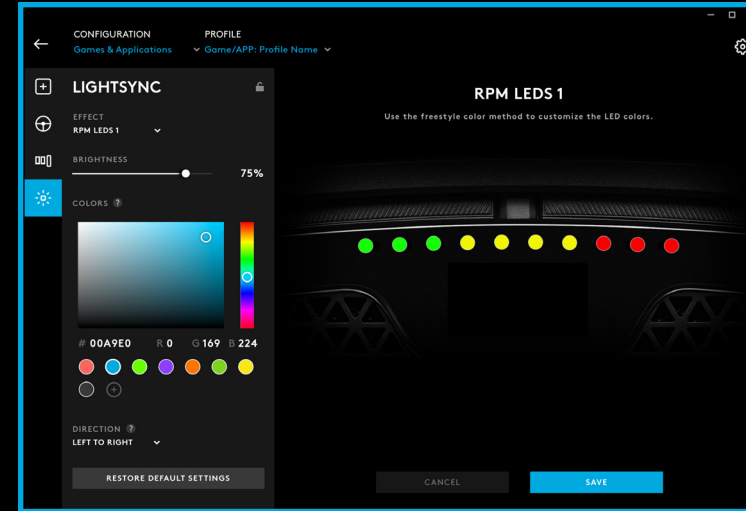 CONFIGURATION
Games & Applications
PROFILE
Game/APP: Profile Name
LIGHTSYNC
EFFECT
RPM LEDS 1
BRIGHTNESS
75%
COLORS ?
# 00A9E0 R 0 G 169 B 224
DIRECTION ?
LEFT TO RIGHT
RESTORE DEFAULT SETTINGS
RPM LEDS 1
Use the freestyle color method to customize the LED colors.
CANCEL
SAVE